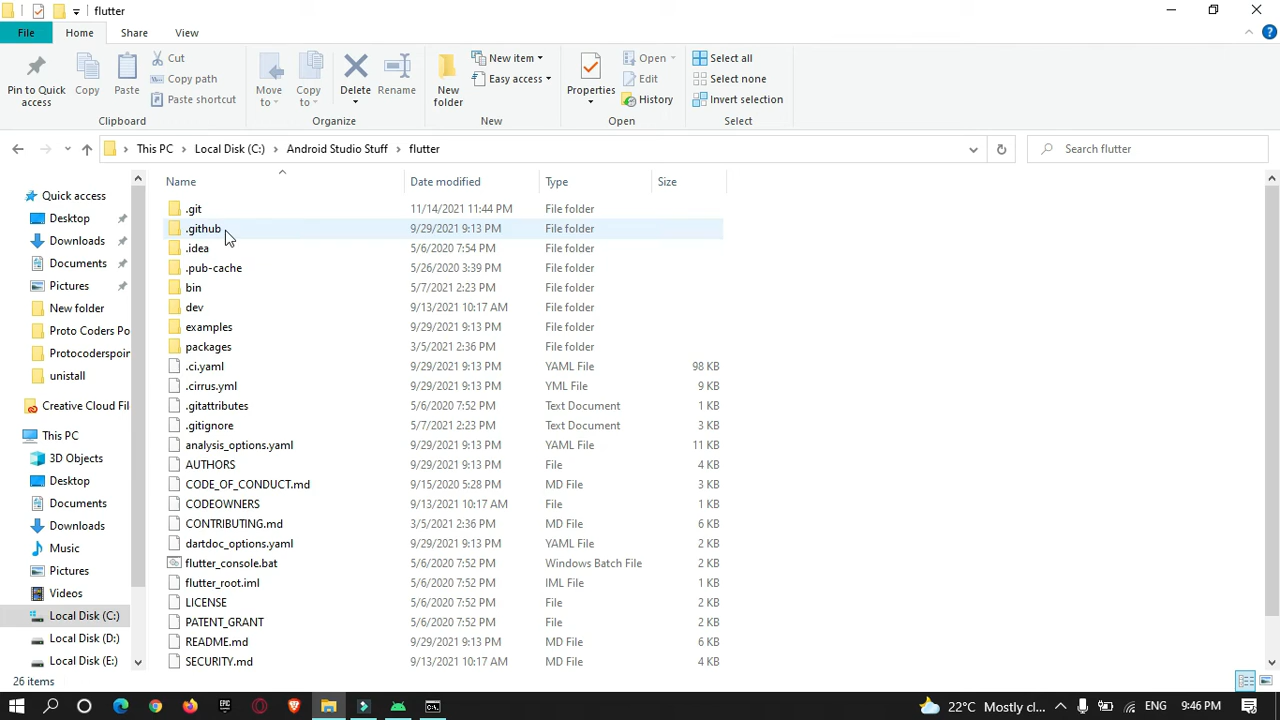 flutter
File Home Share View
Pin to Quick access
Copy
Paste
Cut
Copy path
Paste shortcut
Clipboard
Move to
Copy to
Delete
Rename
Organize
New folder
New item
Easy access
New
Properties
Open
Edit
History
Open
Select all
Select none
Invert selection
Select
This PC Local Disk (C:) Android Studio Stuff flutter
Search flutter
Quick access
Desktop
Downloads
Documents
Pictures
New folder
Proto Coders Po
Protocoderspoin
unistall
Creative Cloud Fil
This PC
3D Objects
Desktop
Documents
Downloads
Music
Pictures
Videos
Local Disk (C:)
Local Disk (D:)
Local Disk (E:)
Name Date modified Type Size
.git 11/14/2021 11:44 PM File folder
.github 9/29/2021 9:13 PM File folder
.idea 5/6/2020 7:54 PM File folder
.pub-cache 5/26/2020 3:39 PM File folder
bin 5/7/2021 2:23 PM File folder
dev 9/13/2021 10:17 AM File folder
examples 9/29/2021 9:13 PM File folder
packages 3/5/2021 2:36 PM File folder
.ci.yaml 9/29/2021 9:13 PM YAML File 98 KB
.cirrus.yml 9/29/2021 9:13 PM YML File 9 KB
.gitattributes 5/6/2020 7:52 PM Text Document 1 KB
.gitignore 5/7/2021 2:23 PM Text Document 3 KB
analysis_options.yaml 9/29/2021 9:13 PM YAML File 11 KB
AUTHORS 9/29/2021 9:13 PM File 4 KB
CODE_OF_CONDUCT.md 9/15/2020 5:28 PM MD File 3 KB
CODEOWNERS 9/13/2021 10:17 AM File 1 KB
CONTRIBUTING.md 3/5/2021 2:36 PM MD File 6 KB
dartdoc_options.yaml 9/29/2021 9:13 PM YAML File 2 KB
flutter_console.bat 5/6/2020 7:52 PM Windows Batch File 2 KB
flutter_root.iml 5/6/2020 7:52 PM IML File 1 KB
LICENSE 5/6/2020 7:52 PM File 2 KB
PATENT_GRANT 5/6/2020 7:52 PM File 2 KB
README.md 9/29/2021 9:13 PM MD File 6 KB
SECURITY.md 9/13/2021 10:17 AM MD File 4 KB
26 items
22°C Mostly cl... ENG 9:46 PM